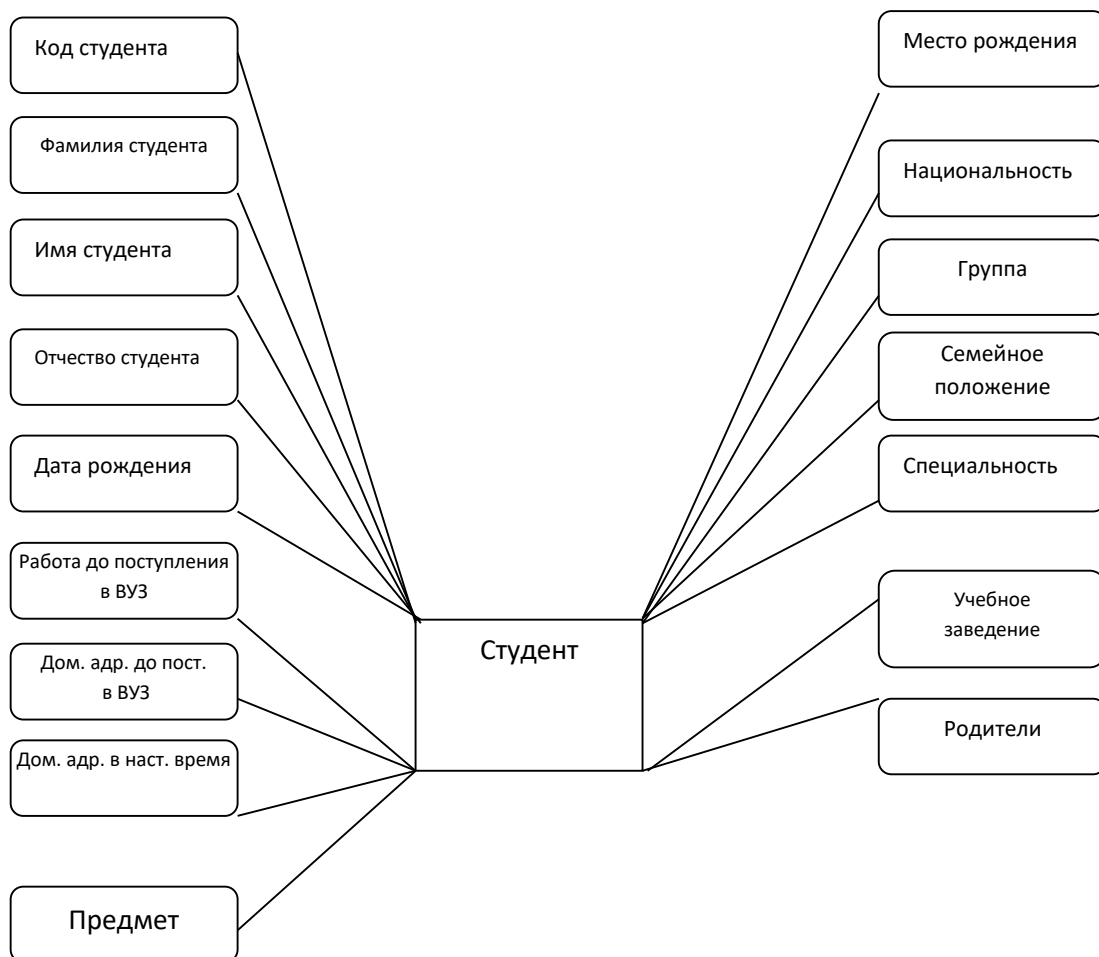 Код студента
Фамилия студента
Имя студента
Отчество студента
Дата рождения
Работа до поступления
в ВУЗ
Дом. адр. до пост.
в ВУЗ
Дом. адр. в наст. время
Предмет
Студент
Место рождения
Национальность
Группа
Семейное
положение
Специальность
Учебное
заведение
Родители